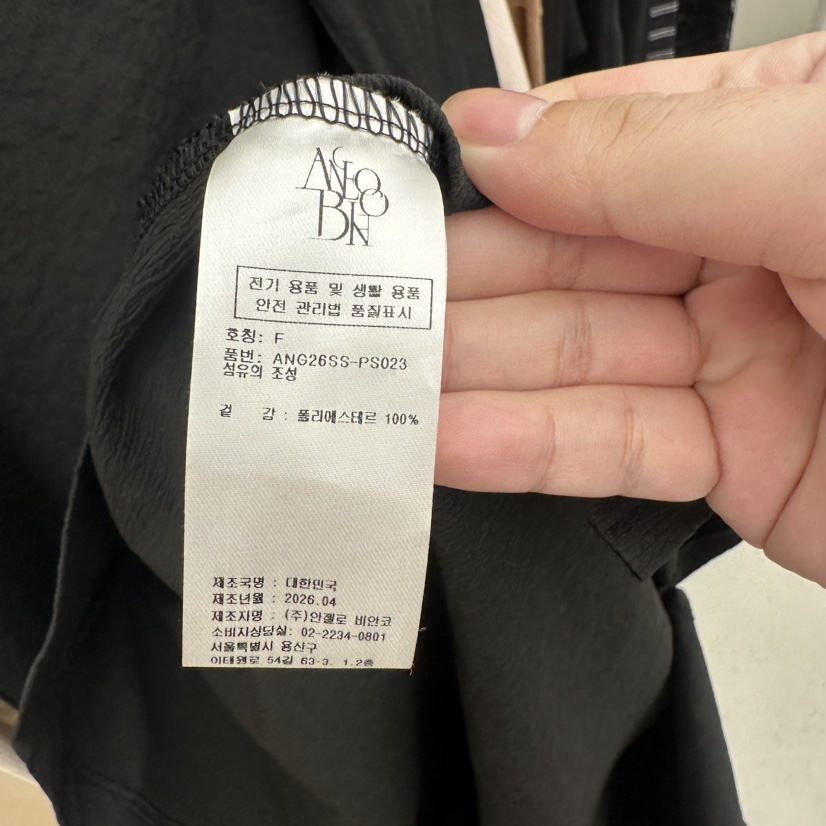 ANGLO
BIN
전기 용품 및 생활 용품
안전 관리법 품질표시
호칭: F
품번: ANG26SS-PS023
섬유의 조성
겉 감 : 폴리에스테르 100%
제조국명 : 대한민국
제조년월 : 2026.04
제조자명 : (주)안젤로 비안코
소비자상담실: 02-2234-0801
서울특별시 용산구
이태원로 54길 63-3, 1,2층